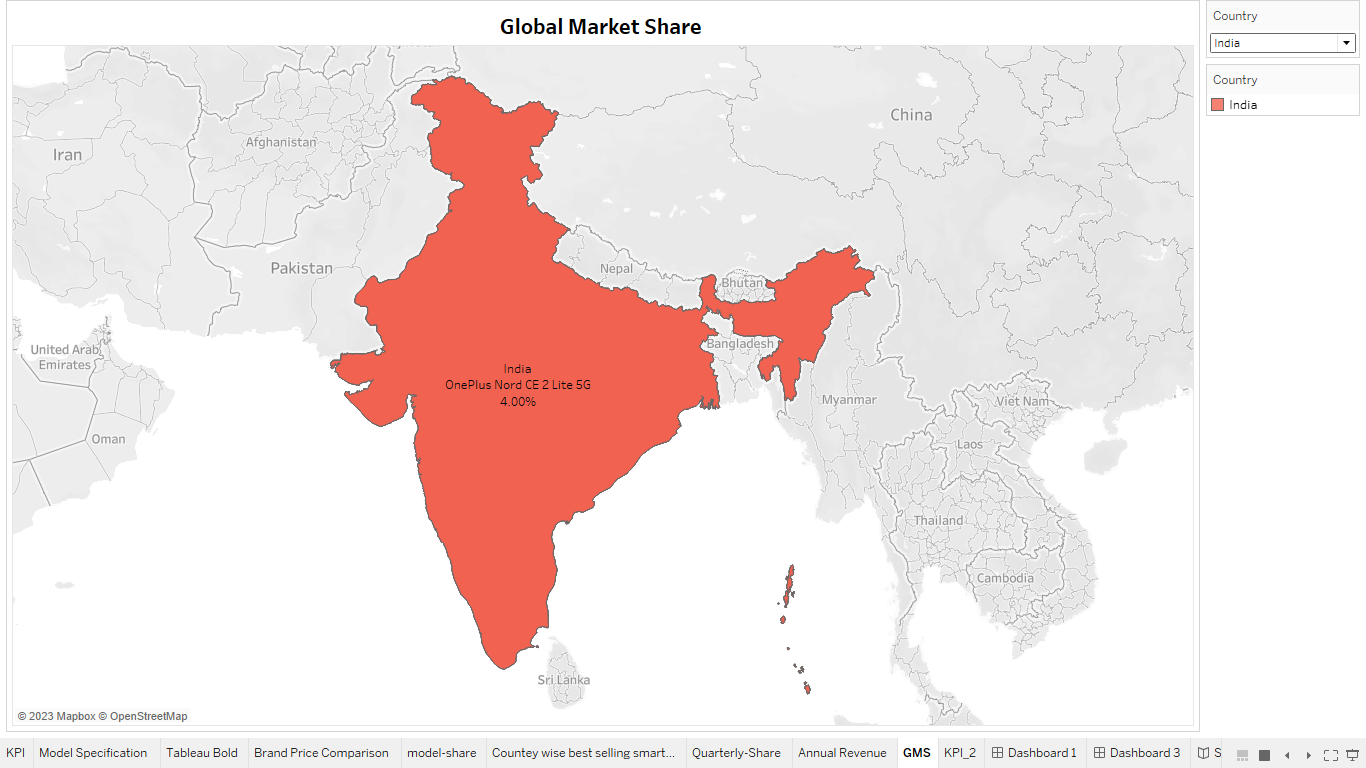 Global Market Share
Country
India
Country
India
China
Iran
Afghanistan
Pakistan
Nepal
Bhutan
United Arab
Emirates
Bangladesh
India
OnePlus Nord CE 2 Lite 5G
4.00%
Myanmar
Viet Nam
Oman
Laos
Thailand
Cambodia
Sri Lanka
© 2023 Mapbox © OpenStreetMap
KPI
Model Specification
Tableau Bold
Brand Price Comparison
model-share
Countey wise best selling smart...
Quarterly-Share
Annual Revenue
GMS
KPI_2
Dashboard 1
Dashboard 3
S